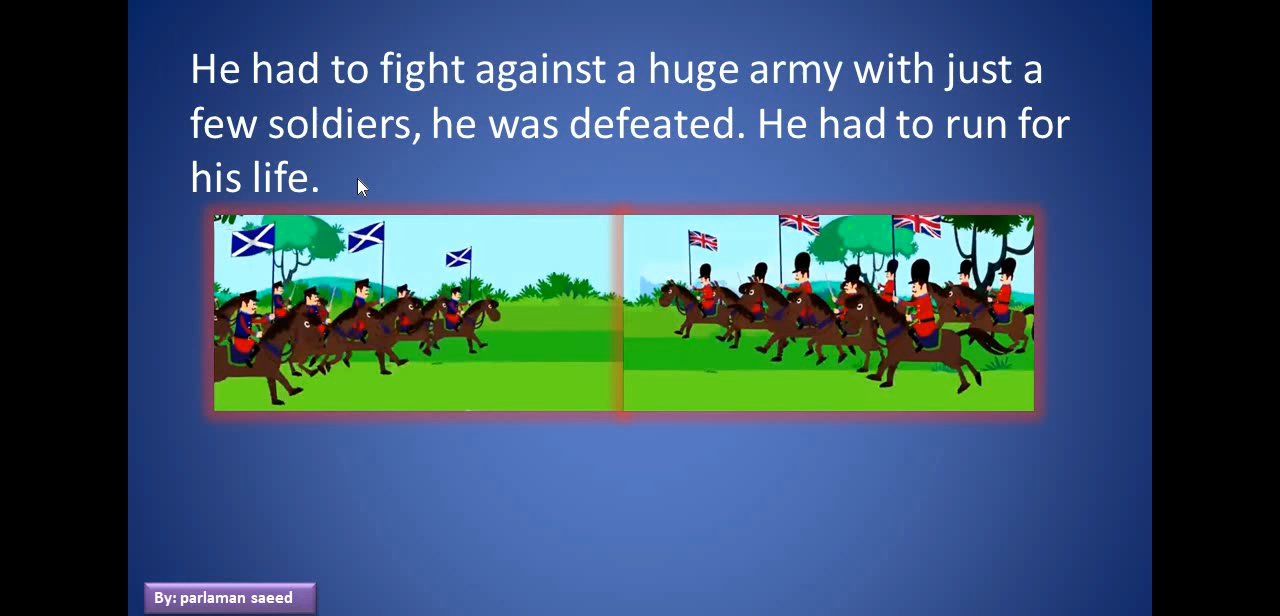 He had to fight against a huge army with just a
few soldiers, he was defeated. He had to run for
his life.
By: parlaman saeed